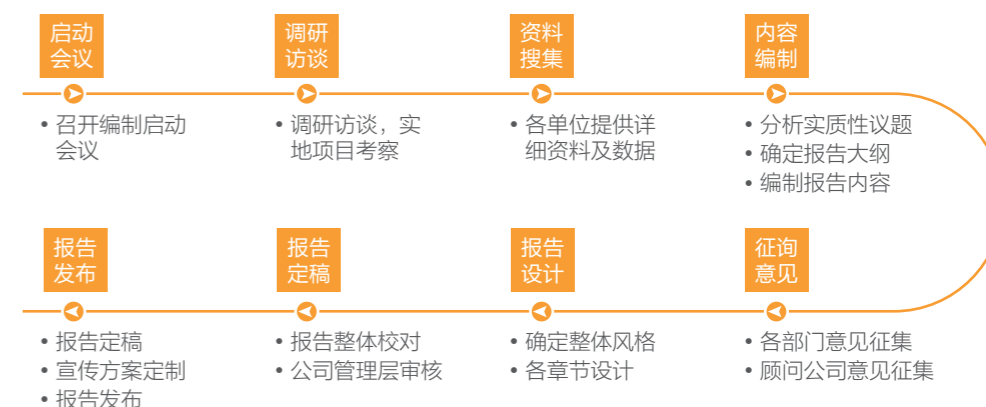 启动
会议
• 召开编制启动
会议
调研
访谈
• 调研访谈，实
地项目考察
资料
搜集
• 各单位提供详
细资料及数据
内容
编制
• 分析实质性议题
• 确定报告大纲
• 编制报告内容
征询
意见
• 各部门意见征集
• 顾问公司意见征集
报告
设计
• 确定整体风格
• 各章节设计
报告
定稿
• 报告整体校对
• 公司管理层审核
报告
发布
• 报告定稿
• 宣传方案定制
• 报告发布